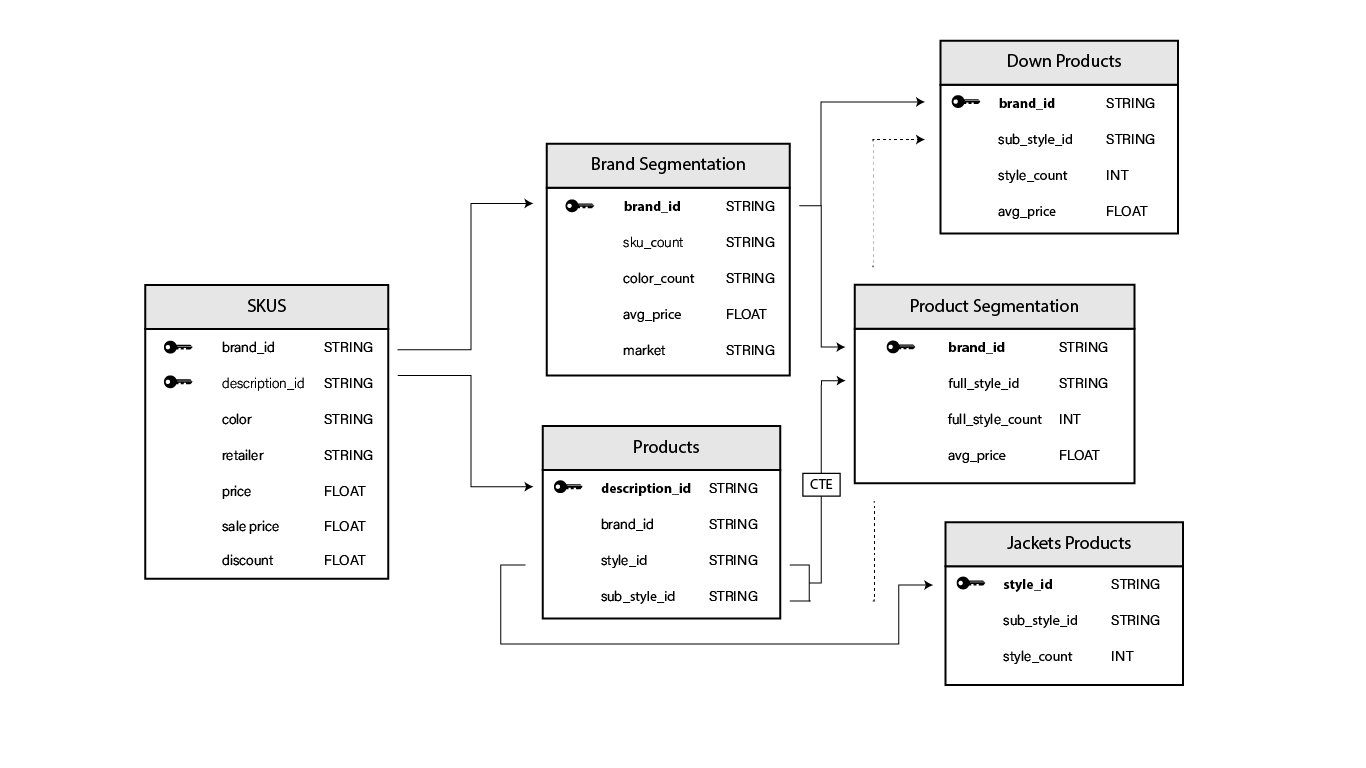 Down Products
brand_id STRING
sub_style_id STRING
style_count INT
avg_price FLOAT
Brand Segmentation
brand_id STRING
sku_count STRING
color_count STRING
avg_price FLOAT
market STRING
SKUS
brand_id STRING
description_id STRING
color STRING
retailer STRING
price FLOAT
sale price FLOAT
discount FLOAT
Product Segmentation
brand_id STRING
full_style_id STRING
full_style_count INT
avg_price FLOAT
Products
description_id STRING
brand_id STRING
style_id STRING
sub_style_id STRING
CTE
Jackets Products
style_id STRING
sub_style_id STRING
style_count INT